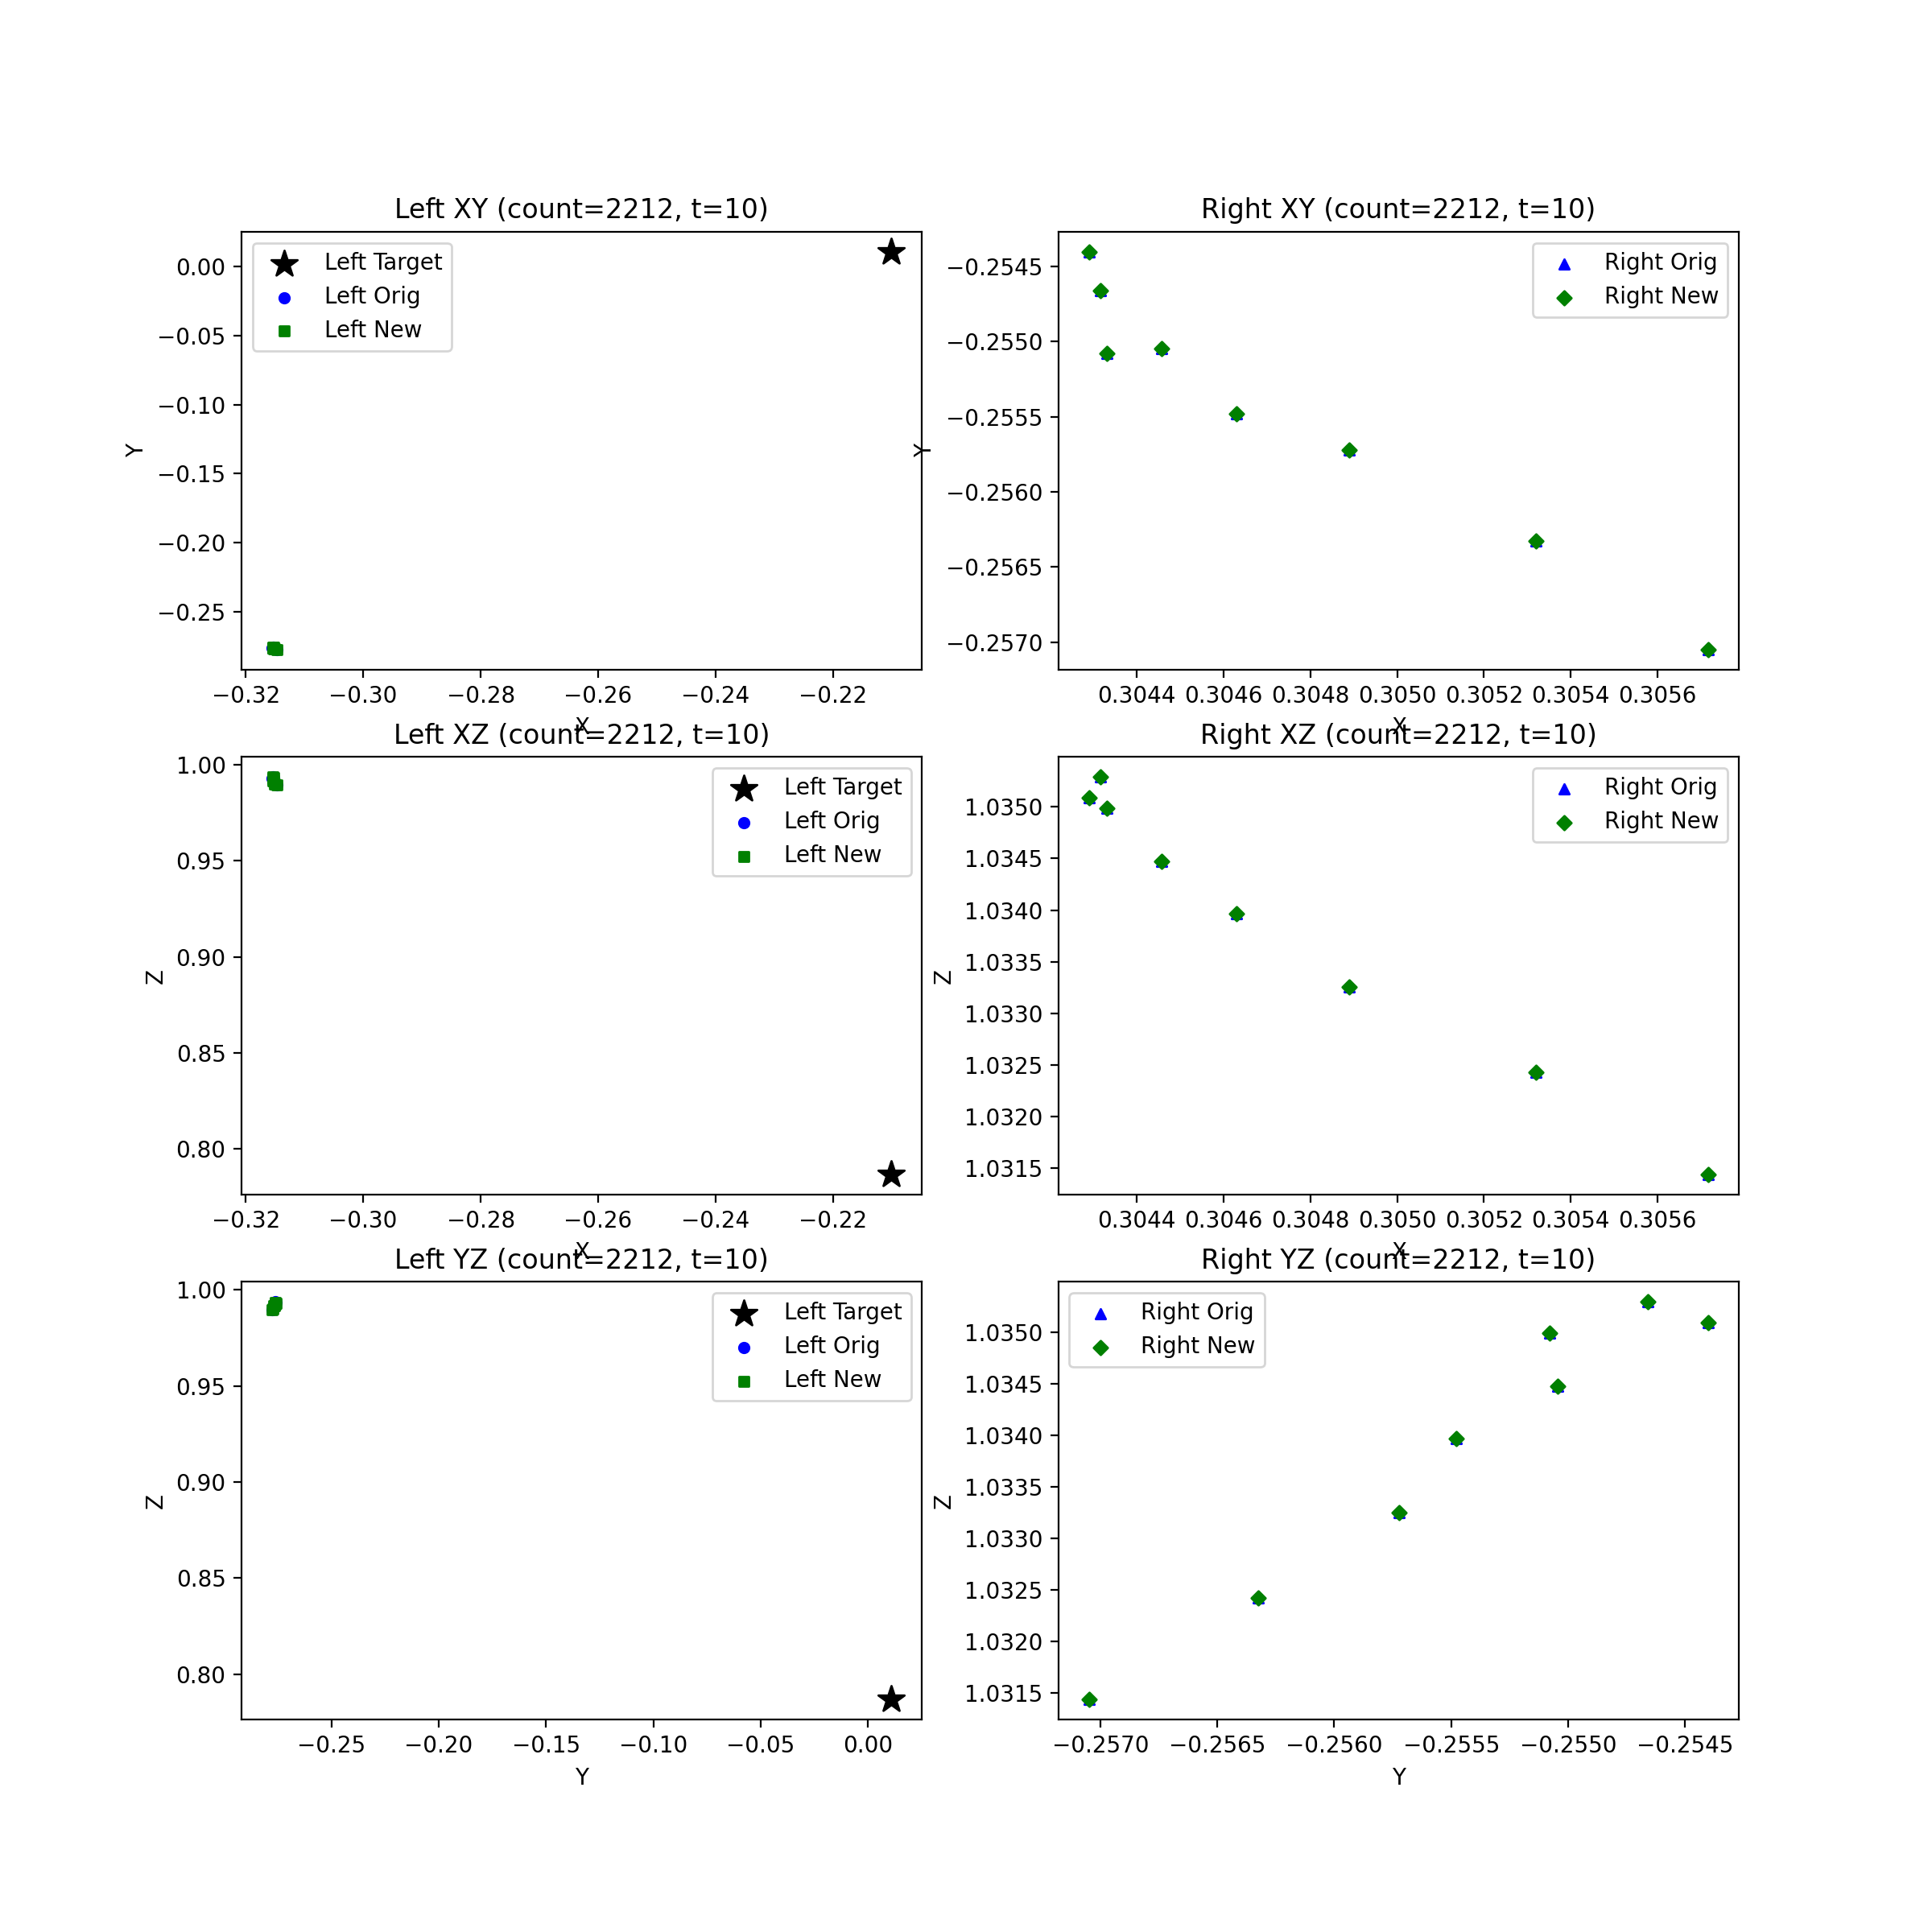 Left XY (count=2212, t=10)
Left Target
Left Orig
Left New
0.00
−0.05
−0.10
−0.15
−0.20
−0.25
Y
−0.32 −0.30 −0.28 −0.26 −0.24 −0.22
X
Right XY (count=2212, t=10)
Right Orig
Right New
−0.2545
−0.2550
−0.2555
−0.2560
−0.2565
−0.2570
Y
0.3044 0.3046 0.3048 0.3050 0.3052 0.3054 0.3056
X
Left XZ (count=2212, t=10)
Left Target
Left Orig
Left New
1.00
0.95
0.90
0.85
0.80
Z
−0.32 −0.30 −0.28 −0.26 −0.24 −0.22
X
Right XZ (count=2212, t=10)
Right Orig
Right New
1.0350
1.0345
1.0340
1.0335
1.0330
1.0325
1.0320
1.0315
Z
0.3044 0.3046 0.3048 0.3050 0.3052 0.3054 0.3056
X
Left YZ (count=2212, t=10)
Left Target
Left Orig
Left New
1.00
0.95
0.90
0.85
0.80
Z
−0.25 −0.20 −0.15 −0.10 −0.05 0.00
Y
Right YZ (count=2212, t=10)
Right Orig
Right New
1.0350
1.0345
1.0340
1.0335
1.0330
1.0325
1.0320
1.0315
Z
−0.2570 −0.2565 −0.2560 −0.2555 −0.2550 −0.2545
Y